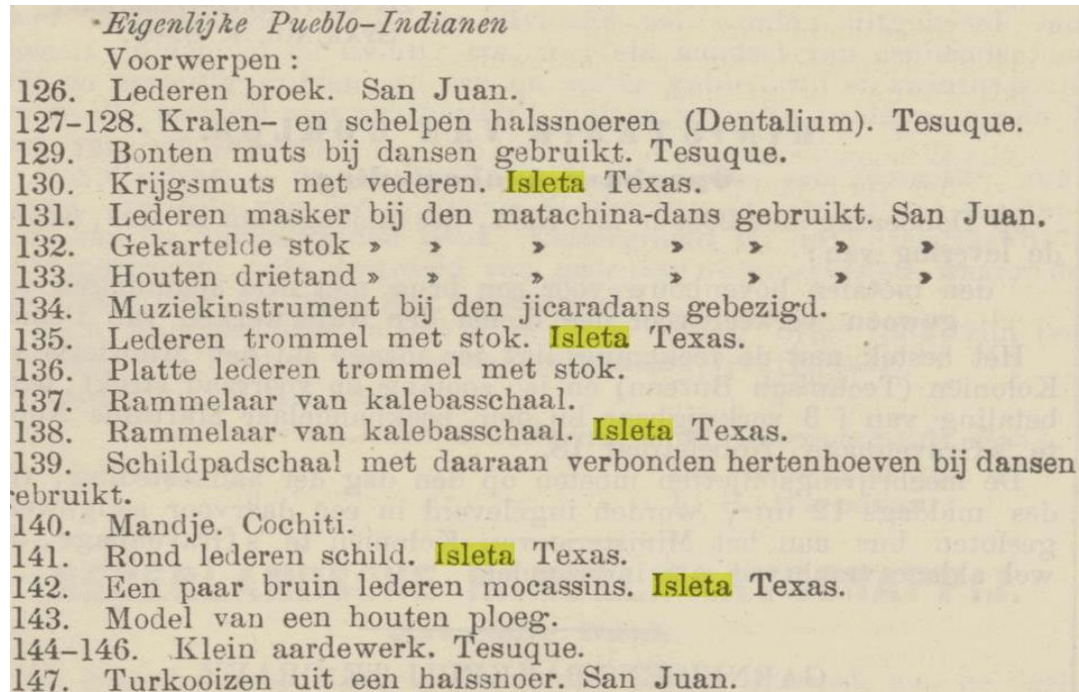 Eigenlijke Pueblo-Indianen
Voorwerpen :
126. Lederen broek. San Juan.
127-128. Kralen- en schelpen halssnoeren (Dentalium). Tesuque.
129. Bonten muts bij dansen gebruikt. Tesuque.
130. Krijgsmuts met vederen. Isleta Texas.
131. Lederen masker bij den matachina-dans gebruikt. San Juan.
132. Gekartelde stok » » » » » » »
133. Houten drietand » » » » » » »
134. Muziekinstrument bij den jicaradans gebezigd.
135. Lederen trommel met stok. Isleta Texas.
136. Platte lederen trommel met stok.
137. Rammelaar van kalebasschaal.
138. Rammelaar van kalebasschaal. Isleta Texas.
139. Schildpadschaal met daaraan verbonden hertenhoeven bij dansen
ebruikt.
140. Mandje. Cochiti.
141. Rond lederen schild. Isleta Texas.
142. Een paar bruin lederen mocassins. Isleta Texas.
143. Model van een houten ploeg.
144-146. Klein aardewerk. Tesuque.
147. Turkooizen uit een halssnoer. San Juan.